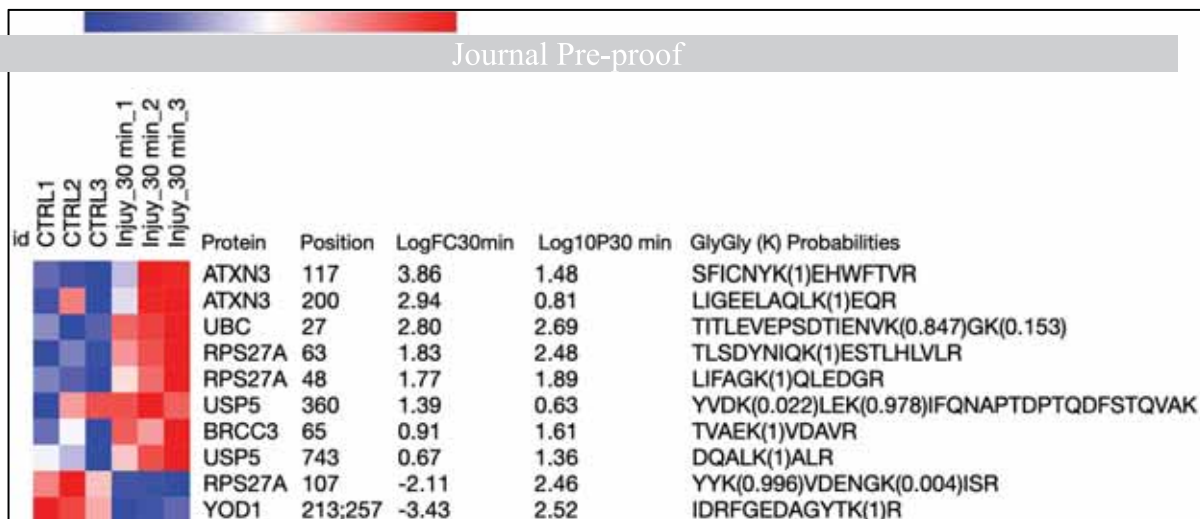 Journal Pre-proof
id CTRL1 CTRL2 CTRL3 Injuy_30 min_1 Injuy_30 min_2 Injuy_30 min_3 Protein Position LogFC30min Log10P30 min GlyGly (K) Probabilities
ATXN3 117 3.86 1.48 SFICNYK(1)EHWFTVR
ATXN3 200 2.94 0.81 LIGEELAQLK(1)EQR
UBC 27 2.80 2.69 TITLEVEPSDTIENVK(0.847)GK(0.153)
RPS27A 63 1.83 2.48 TLSDYNIQK(1)ESTLHLVLR
RPS27A 48 1.77 1.89 LIFAGK(1)QLEDGR
USP5 360 1.39 0.63 YVDK(0.022)LEK(0.978)IFQNAPTDPTQDFSTQVAK
BRCC3 65 0.91 1.61 TVAEK(1)VDAVR
USP5 743 0.67 1.36 DQALK(1)ALR
RPS27A 107 -2.11 2.46 YYK(0.996)VDENGK(0.004)ISR
YOD1 213;257 -3.43 2.52 IDRFGEDAGYTK(1)R